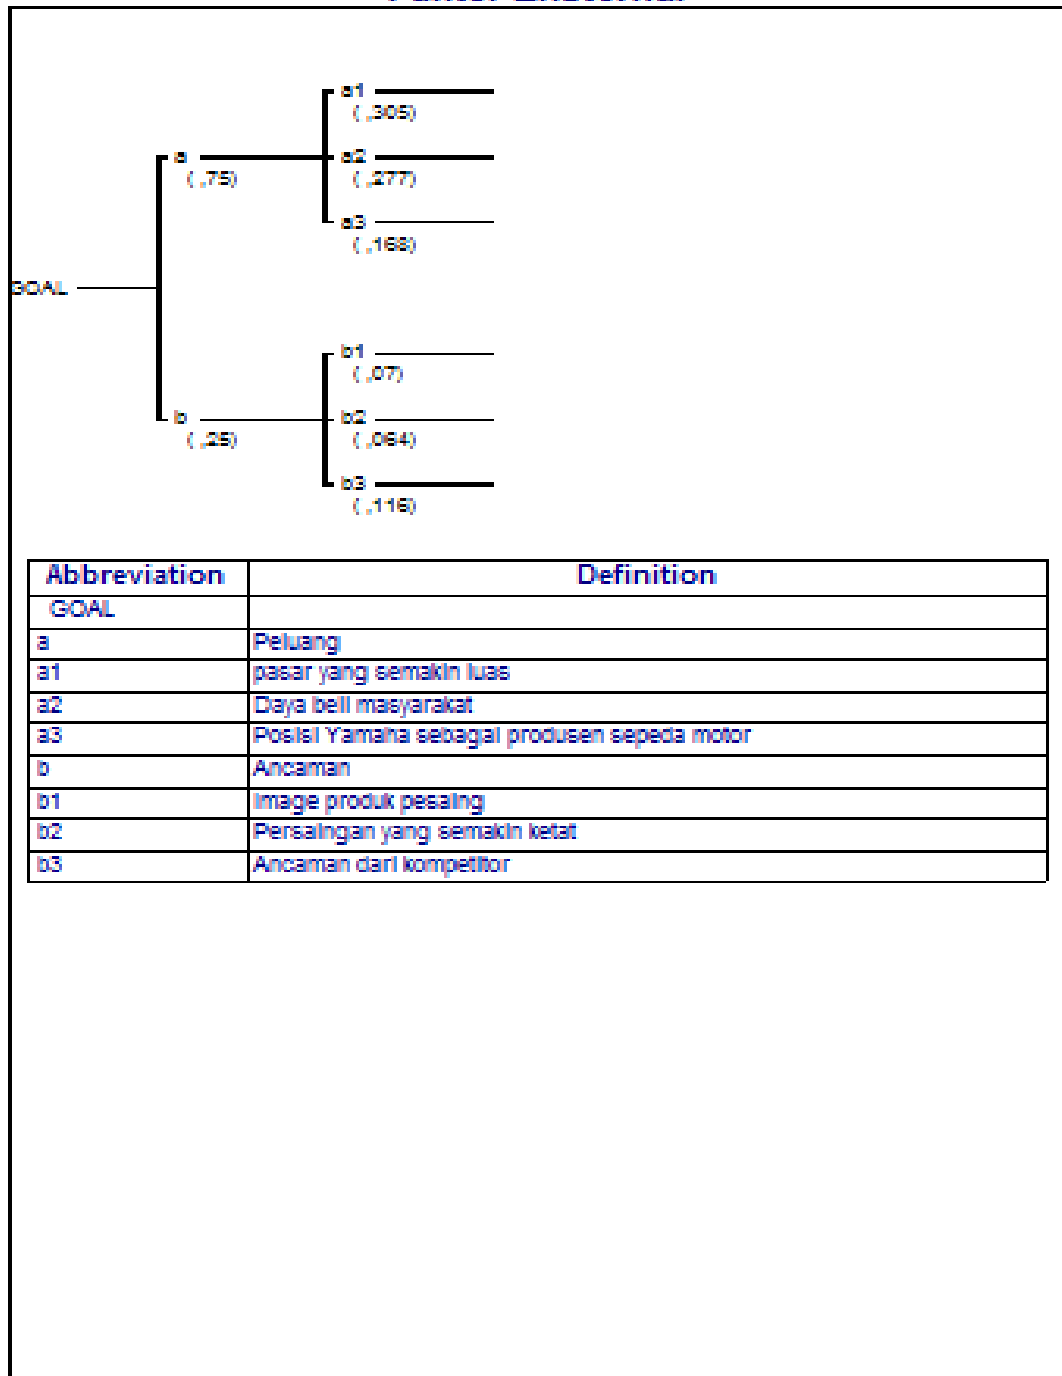 a1
( ,305)
a
( ,75)
a2
( ,277)
a3
( ,168)
GOAL
b1
( ,07)
b
( ,25)
b2
( ,064)
b3
( ,116)
Abbreviation Definition
GOAL
a Peluang
a1 pasar yang semakin luas
a2 Daya beli masyarakat
a3 Posisi Yamaha sebagai produsen sepeda motor
b Ancaman
b1 Image produk pesaing
b2 Persaingan yang semakin ketat
b3 Ancaman dari kompetitor